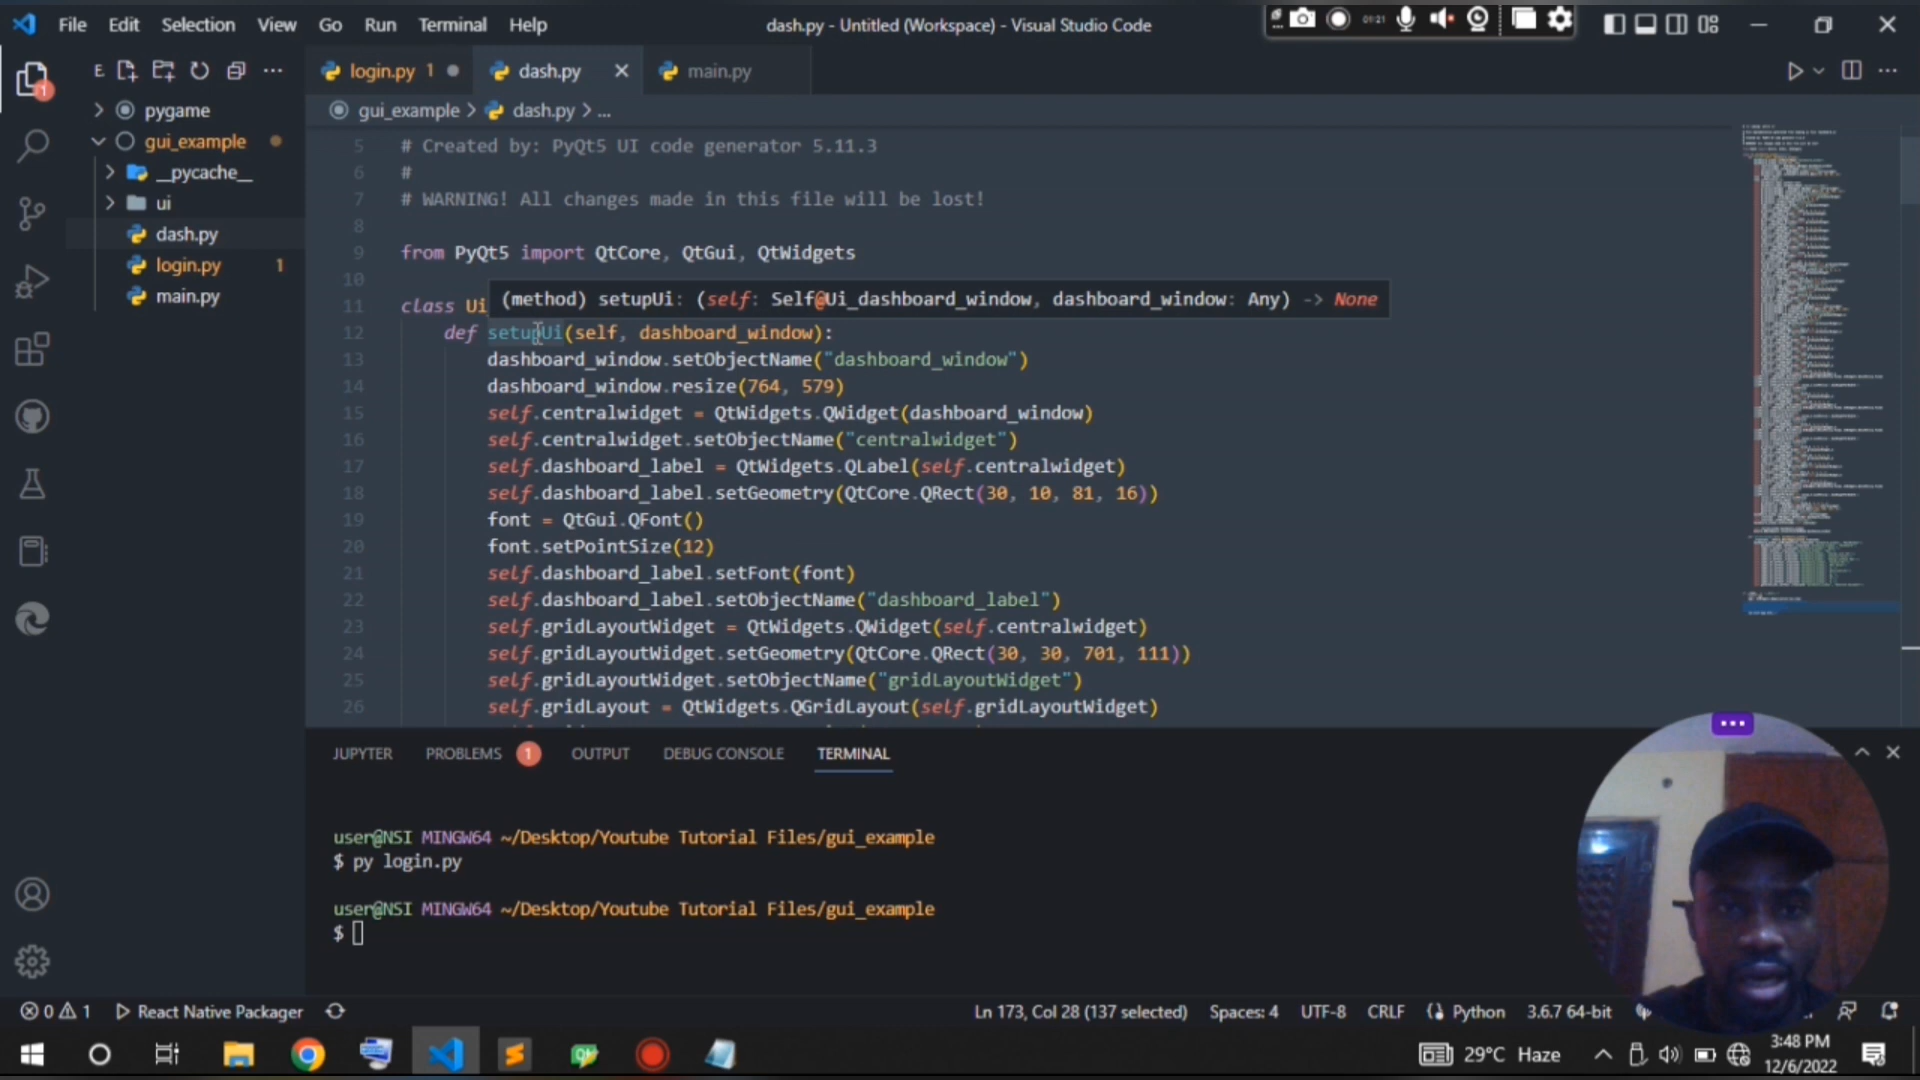 File Edit Selection View Go Run Terminal Help
dash.py - Untitled (Workspace) - Visual Studio Code
01:21
E
login.py 1
dash.py
main.py
pygame
gui_example
__pycache__
ui
dash.py
login.py 1
main.py
1
gui_example > dash.py > ...
5 # Created by: PyQt5 UI code generator 5.11.3
6 #
7 # WARNING! All changes made in this file will be lost!
8
9 from PyQt5 import QtCore, QtGui, QtWidgets
10
(method) setupUi: (self: Self@Ui_dashboard_window, dashboard_window: Any) -> None
11 class Ui
12 def setupUi(self, dashboard_window):
13 dashboard_window.setObjectName("dashboard_window")
14 dashboard_window.resize(764, 579)
15 self.centralwidget = QtWidgets.QWidget(dashboard_window)
16 self.centralwidget.setObjectName("centralwidget")
17 self.dashboard_label = QtWidgets.QLabel(self.centralwidget)
18 self.dashboard_label.setGeometry(QtCore.QRect(30, 10, 81, 16))
19 font = QtGui.QFont()
20 font.setPointSize(12)
21 self.dashboard_label.setFont(font)
22 self.dashboard_label.setObjectName("dashboard_label")
23 self.gridLayoutWidget = QtWidgets.QWidget(self.centralwidget)
24 self.gridLayoutWidget.setGeometry(QtCore.QRect(30, 30, 701, 111))
25 self.gridLayoutWidget.setObjectName("gridLayoutWidget")
26 self.gridLayout = QtWidgets.QGridLayout(self.gridLayoutWidget)
JUPYTER PROBLEMS 1 OUTPUT DEBUG CONSOLE TERMINAL
user@NSI MINGW64 ~/Desktop/Youtube Tutorial Files/gui_example
$ py login.py
user@NSI MINGW64 ~/Desktop/Youtube Tutorial Files/gui_example
$
0 1 React Native Packager
Ln 173, Col 28 (137 selected) Spaces: 4 UTF-8 CRLF Python 3.6.7 64-bit
29°C Haze
3:48 PM
12/6/2022